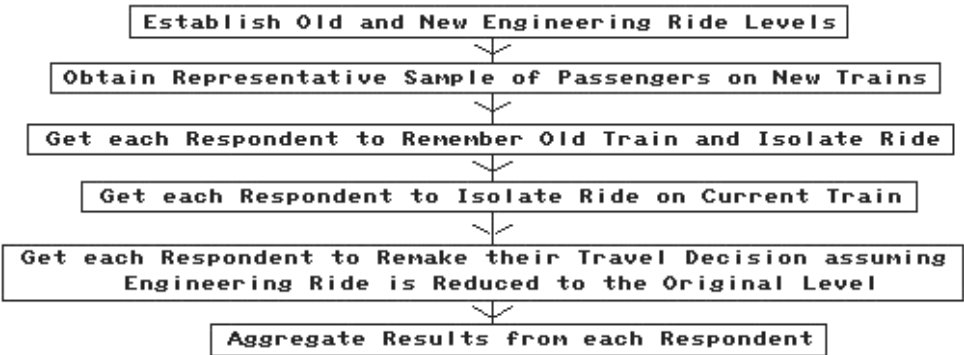 Establish Old and New Engineering Ride Levels
Obtain Representative Sample of Passengers on New Trains
Get each Respondent to Remember Old Train and Isolate Ride
Get each Respondent to Isolate Ride on Current Train
Get each Respondent to Remake their Travel Decision assuming
Engineering Ride is Reduced to the Original Level
Aggregate Results from each Respondent